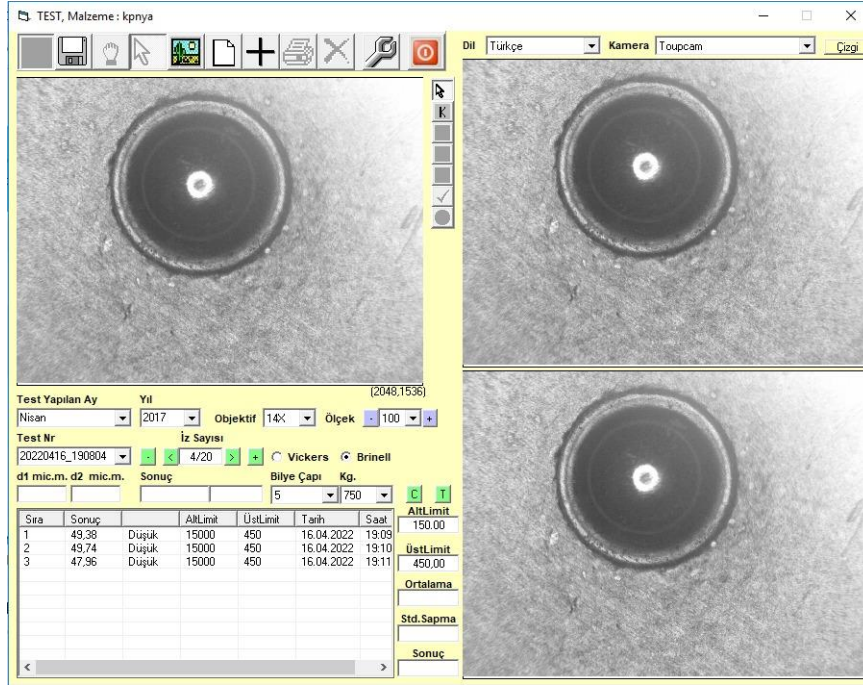 TEST, Malzeme : kpnya
Dil Türkçe Kamera Toupcam Çizgi
K
(2048,1536)
Test Yapılan Ay Yıl
Nisan 2017 Objektif 14X Ölçek - 100 +
Test Nr İz Sayısı
20220416_190804 - < 4/20 > + Vickers Brinell
d1 mic.m. d2 mic.m. Sonuç Bilye Çapı Kg.
5 750 C T
Sıra Sonuç AltLimit ÜstLimit Tarih Saat
1 49,38 Düşük 15000 450 16.04.2022 19:09
2 49,74 Düşük 15000 450 16.04.2022 19:10
3 47,96 Düşük 15000 450 16.04.2022 19:11
AltLimit
150.00
ÜstLimit
450,00
Ortalama
Std.Sapma
Sonuç